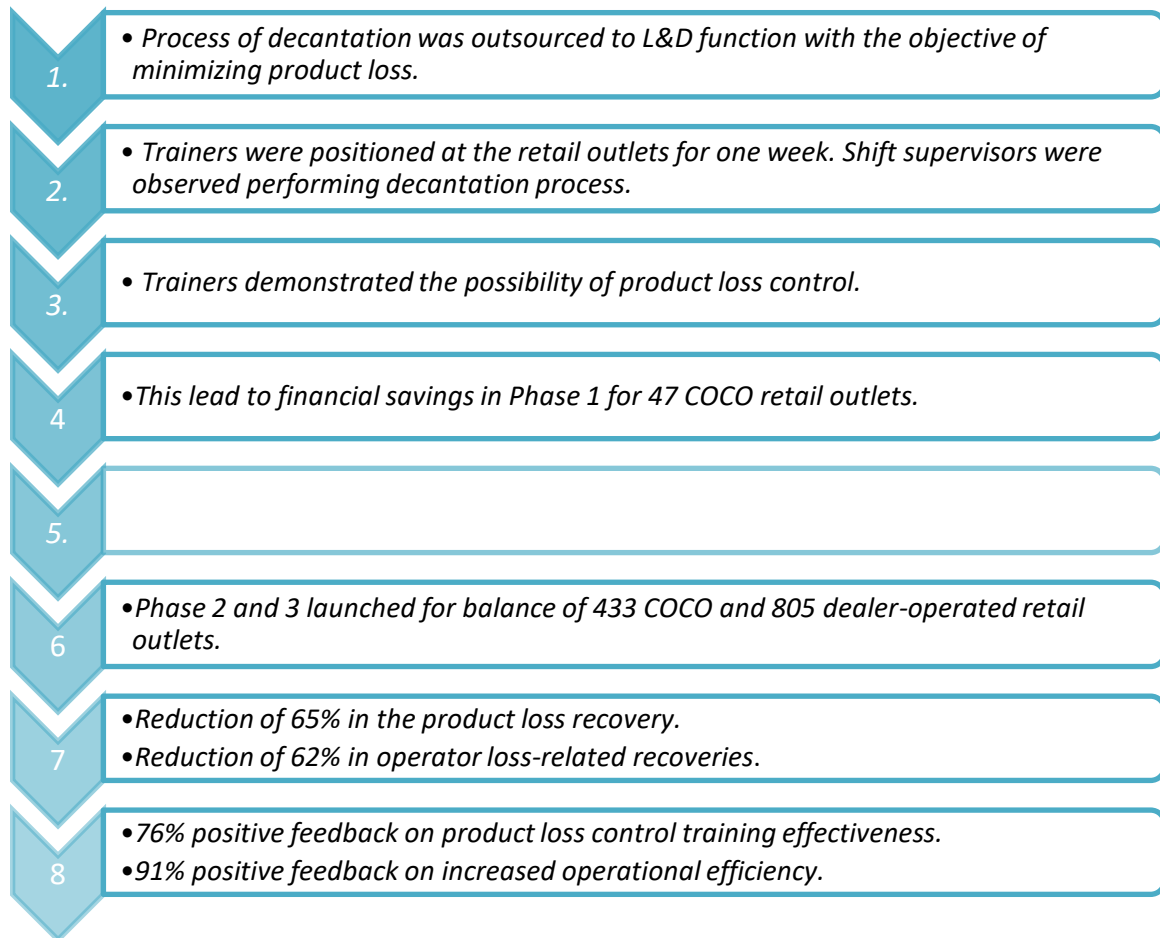 1.
• Process of decantation was outsourced to L&D function with the objective of
minimizing product loss.
2.
• Trainers were positioned at the retail outlets for one week. Shift supervisors were
observed performing decantation process.
3.
• Trainers demonstrated the possibility of product loss control.
4
•This lead to financial savings in Phase 1 for 47 COCO retail outlets.
5.
6
•Phase 2 and 3 launched for balance of 433 COCO and 805 dealer-operated retail
outlets.
7
•Reduction of 65% in the product loss recovery.
•Reduction of 62% in operator loss-related recoveries.
8
•76% positive feedback on product loss control training effectiveness.
•91% positive feedback on increased operational efficiency.